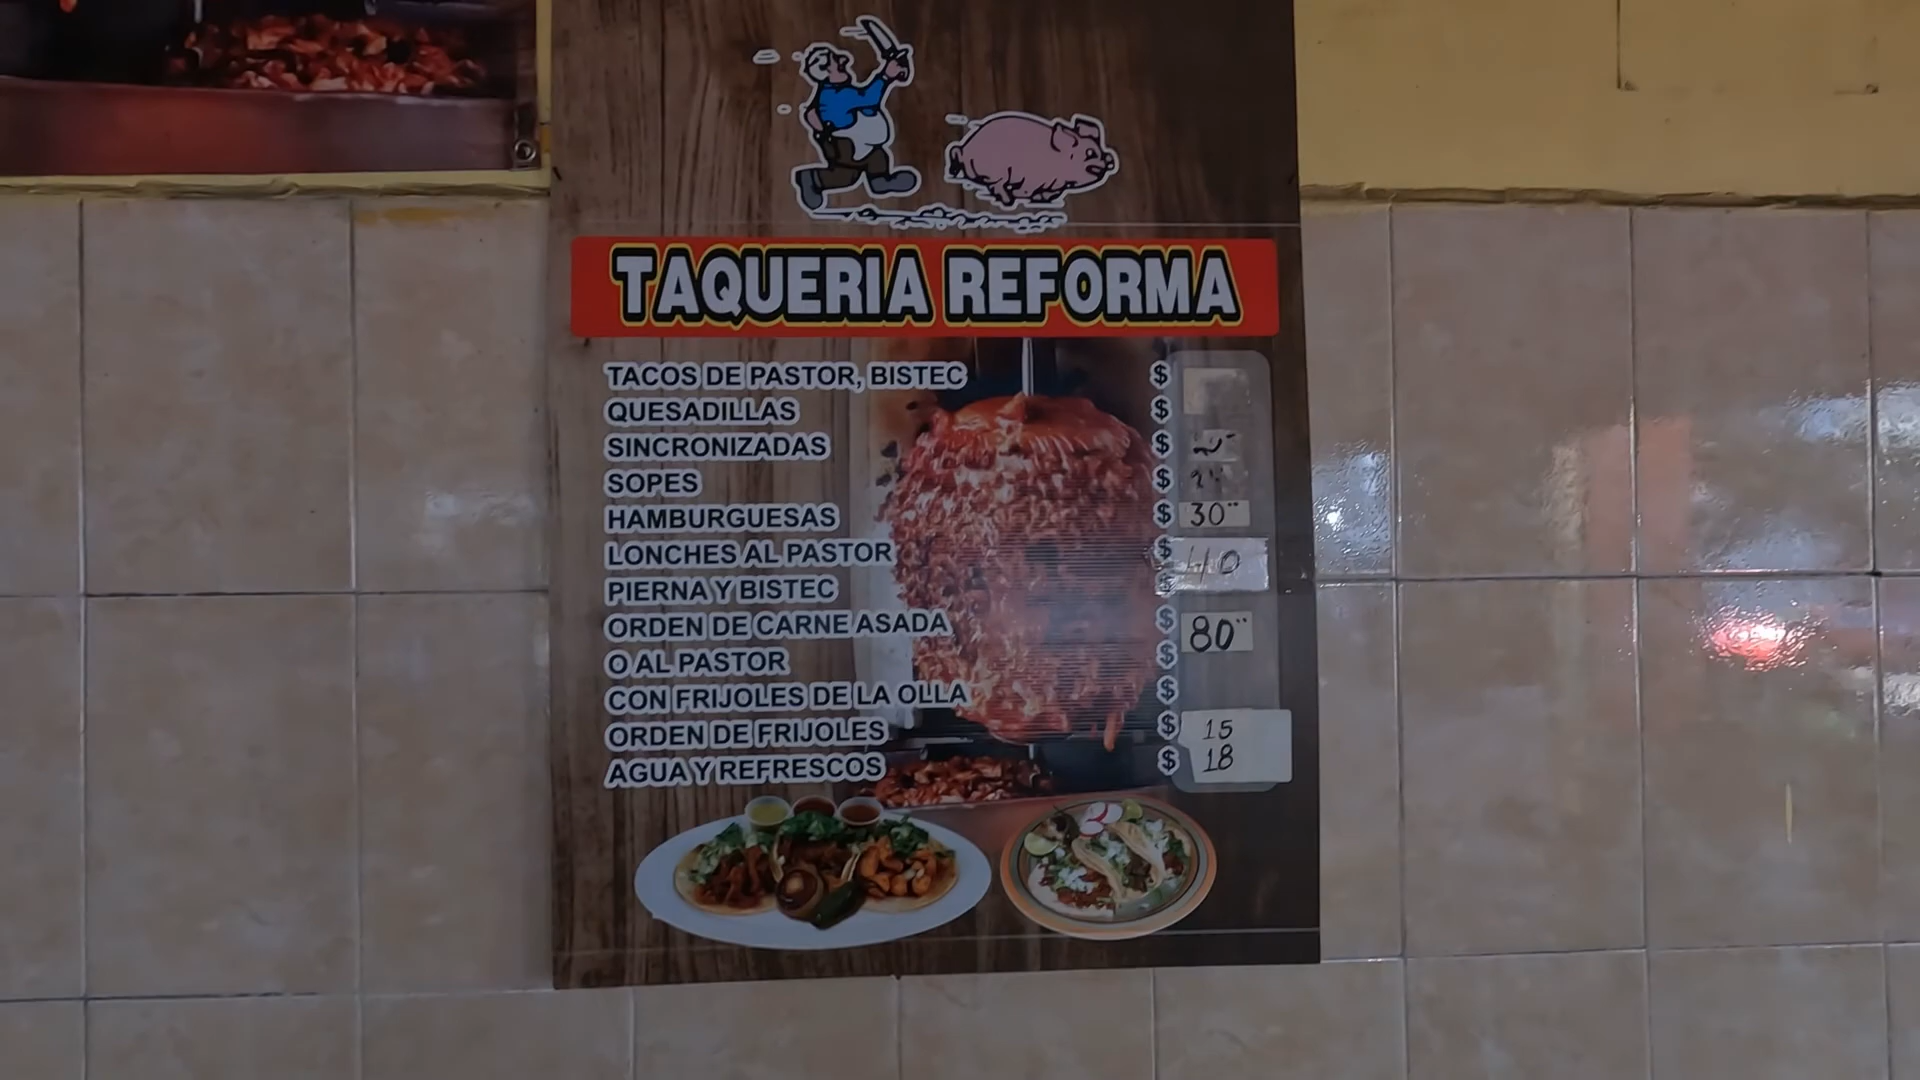 TAQUERIA REFORMA
TACOS DE PASTOR, BISTEC $
QUESADILLAS $
SINCRONIZADAS $
SOPES $
HAMBURGUESAS $ 30
LONCHES AL PASTOR $ 40
PIERNA Y BISTEC $
ORDEN DE CARNE ASADA $ 80
O AL PASTOR $
CON FRIJOLES DE LA OLLA $
ORDEN DE FRIJOLES $ 15
AGUA Y REFRESCOS $ 18